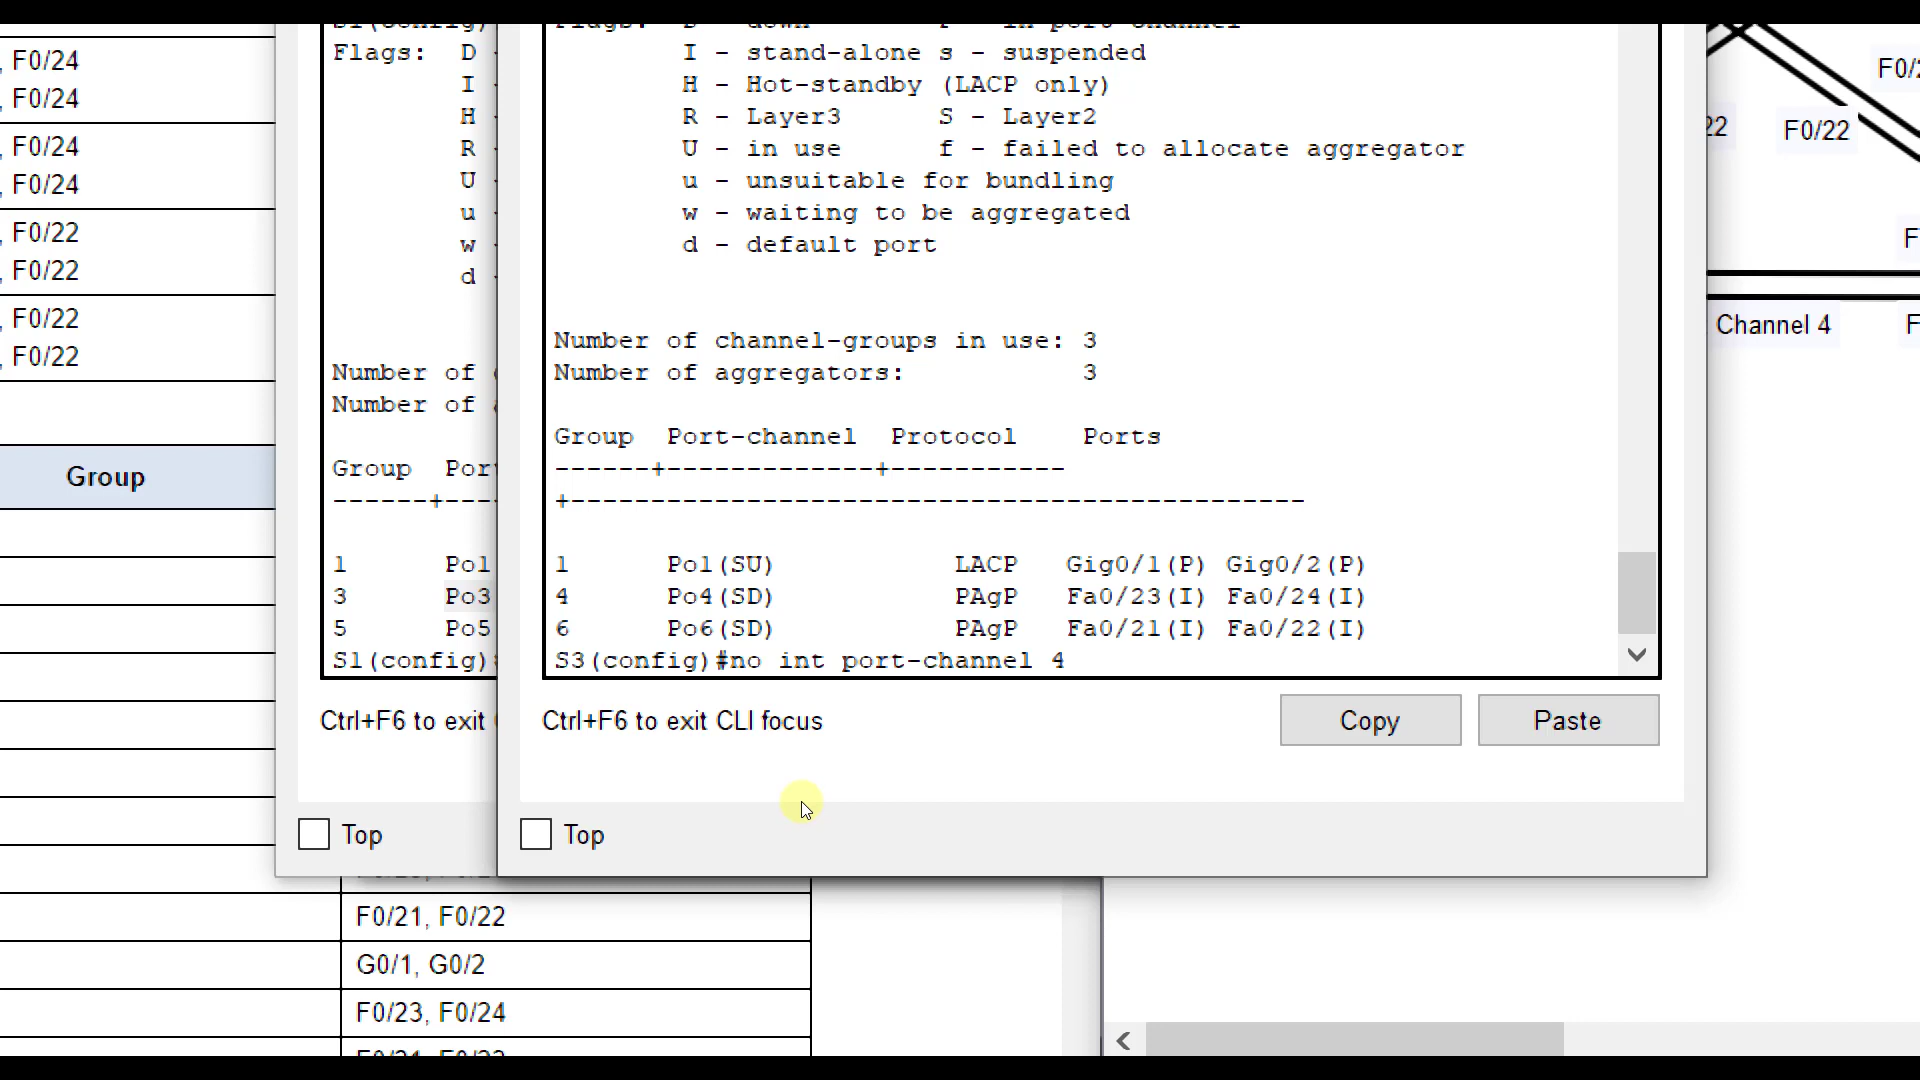 , F0/24
, F0/24
, F0/24
, F0/24
, F0/22
, F0/22
, F0/22
, F0/22
Group
F0/21, F0/22
G0/1, G0/2
F0/23, F0/24
Flags: D -
I -
H -
R -
U -
u -
w -
d -
Number of
Number of
Group Por
------+---
1 Po1
3 Po3
5 Po5
S1(config)
Ctrl+F6 to exit
Top
I - stand-alone s - suspended
H - Hot-standby (LACP only)
R - Layer3 S - Layer2
U - in use f - failed to allocate aggregator
u - unsuitable for bundling
w - waiting to be aggregated
d - default port
Number of channel-groups in use: 3
Number of aggregators: 3
Group Port-channel Protocol Ports
------+-------------+-----------
+----------------------------------------------
1 Po1(SU) LACP Gig0/1(P) Gig0/2(P)
4 Po4(SD) PAgP Fa0/23(I) Fa0/24(I)
6 Po6(SD) PAgP Fa0/21(I) Fa0/22(I)
S3(config)#no int port-channel 4
Ctrl+F6 to exit CLI focus
Copy
Paste
Top
22
F0/22
Channel 4